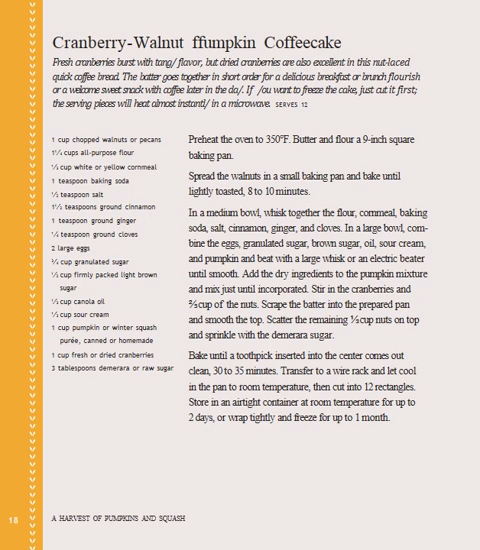 Cranberry-Walnut ffumpkin Coffeecake
Fresh cranberries burst with tang/ flavor, but dried cranberries are also excellent in this nut-laced
quick coffee bread. The batter goes together in short order for a delicious breakfast or brunch flourish
or a welcome sweet snack with coffee later in the da/. If /ou want to freeze the cake, just cut it first;
the serving pieces will heat almost instantl/ in a microwave. SERVES 12
1 cup chopped walnuts or pecans
1¼ cups all-purpose flour
⅓ cup white or yellow cornmeal
1 teaspoon baking soda
½ teaspoon salt
1½ teaspoons ground cinnamon
1 teaspoon ground ginger
¼ teaspoon ground cloves
2 large eggs
¾ cup granulated sugar
½ cup firmly packed light brown
sugar
⅓ cup canola oil
⅓ cup sour cream
1 cup pumpkin or winter squash
purée, canned or homemade
1 cup fresh or dried cranberries
3 tablespoons demerara or raw sugar
Preheat the oven to 350°F. Butter and flour a 9-inch square
baking pan.
Spread the walnuts in a small baking pan and bake until
lightly toasted, 8 to 10 minutes.
In a medium bowl, whisk together the flour, cornmeal, baking
soda, salt, cinnamon, ginger, and cloves. In a large bowl, com-
bine the eggs, granulated sugar, brown sugar, oil, sour cream,
and pumpkin and beat with a large whisk or an electric beater
until smooth. Add the dry ingredients to the pumpkin mixture
and mix just until incorporated. Stir in the cranberries and
⅔ cup of the nuts. Scrape the batter into the prepared pan
and smooth the top. Scatter the remaining ⅓ cup nuts on top
and sprinkle with the demerara sugar.
Bake until a toothpick inserted into the center comes out
clean, 30 to 35 minutes. Transfer to a wire rack and let cool
in the pan to room temperature, then cut into 12 rectangles.
Store in an airtight container at room temperature for up to
2 days, or wrap tightly and freeze for up to 1 month.
18 A HARVEST OF PUMPKINS AND SQUASH